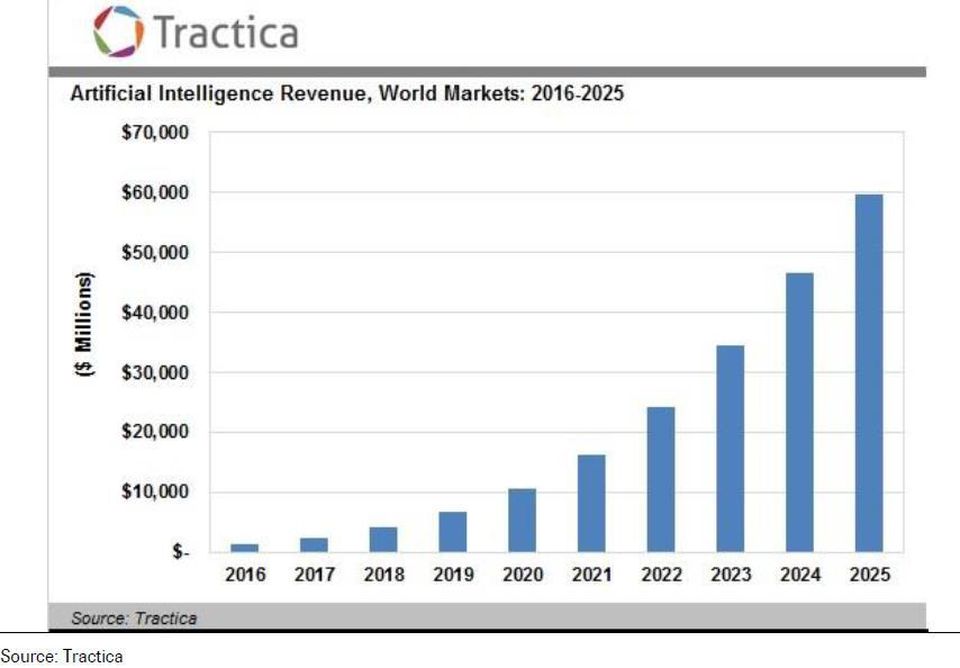 Tractica
Artificial Intelligence Revenue, World Markets: 2016-2025
$70,000
$60,000
$50,000
$40,000
$30,000
$20,000
$10,000
$-
($ Millions)
2016 2017 2018 2019 2020 2021 2022 2023 2024 2025
Source: Tractica
Source: Tractica